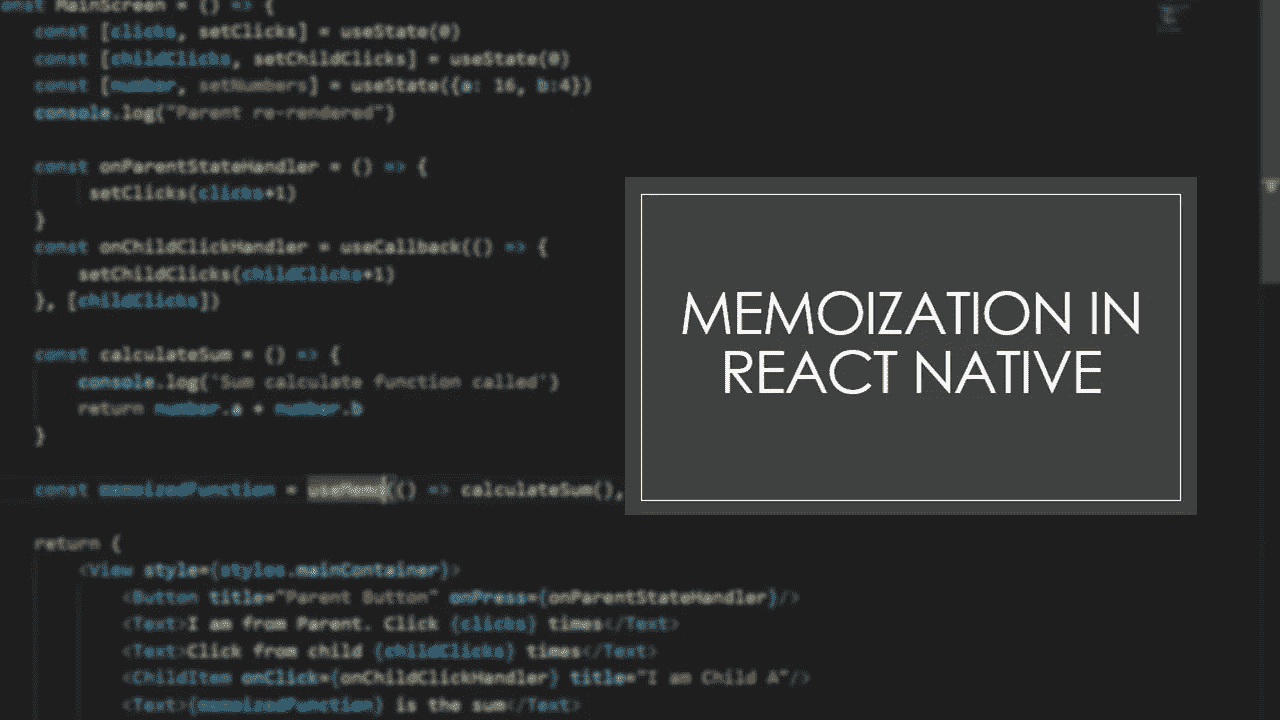 const MainScreen = () => {
const [clicks, setClicks] = useState(0)
const [childClicks, setChildClicks] = useState(0)
const [number, setNumbers] = useState({a: 16, b:4})
console.log("Parent re-rendered")
const onParentStateHandler = () => {
setClicks(clicks+1)
}
const onChildClickHandler = useCallback(() => {
setChildClicks(childClicks+1)
}, [childClicks])
const calculateSum = () => {
console.log('Sum calculate function called')
return number.a + number.b
}
const memoizedFunction = useMemo(() => calculateSum(),
MEMOIZATION IN
REACT NATIVE
return (
<View style={styles.mainContainer}>
<Button title="Parent Button" onPress={onParentStateHandler}/>
<Text>I am from Parent. Click {clicks} times</Text>
<Text>Click from child {childClicks} times</Text>
<ChildItem onClick={onChildClickHandler} title="I am Child A"/>
<Text>{memoizedFunction} is the sum</Text>